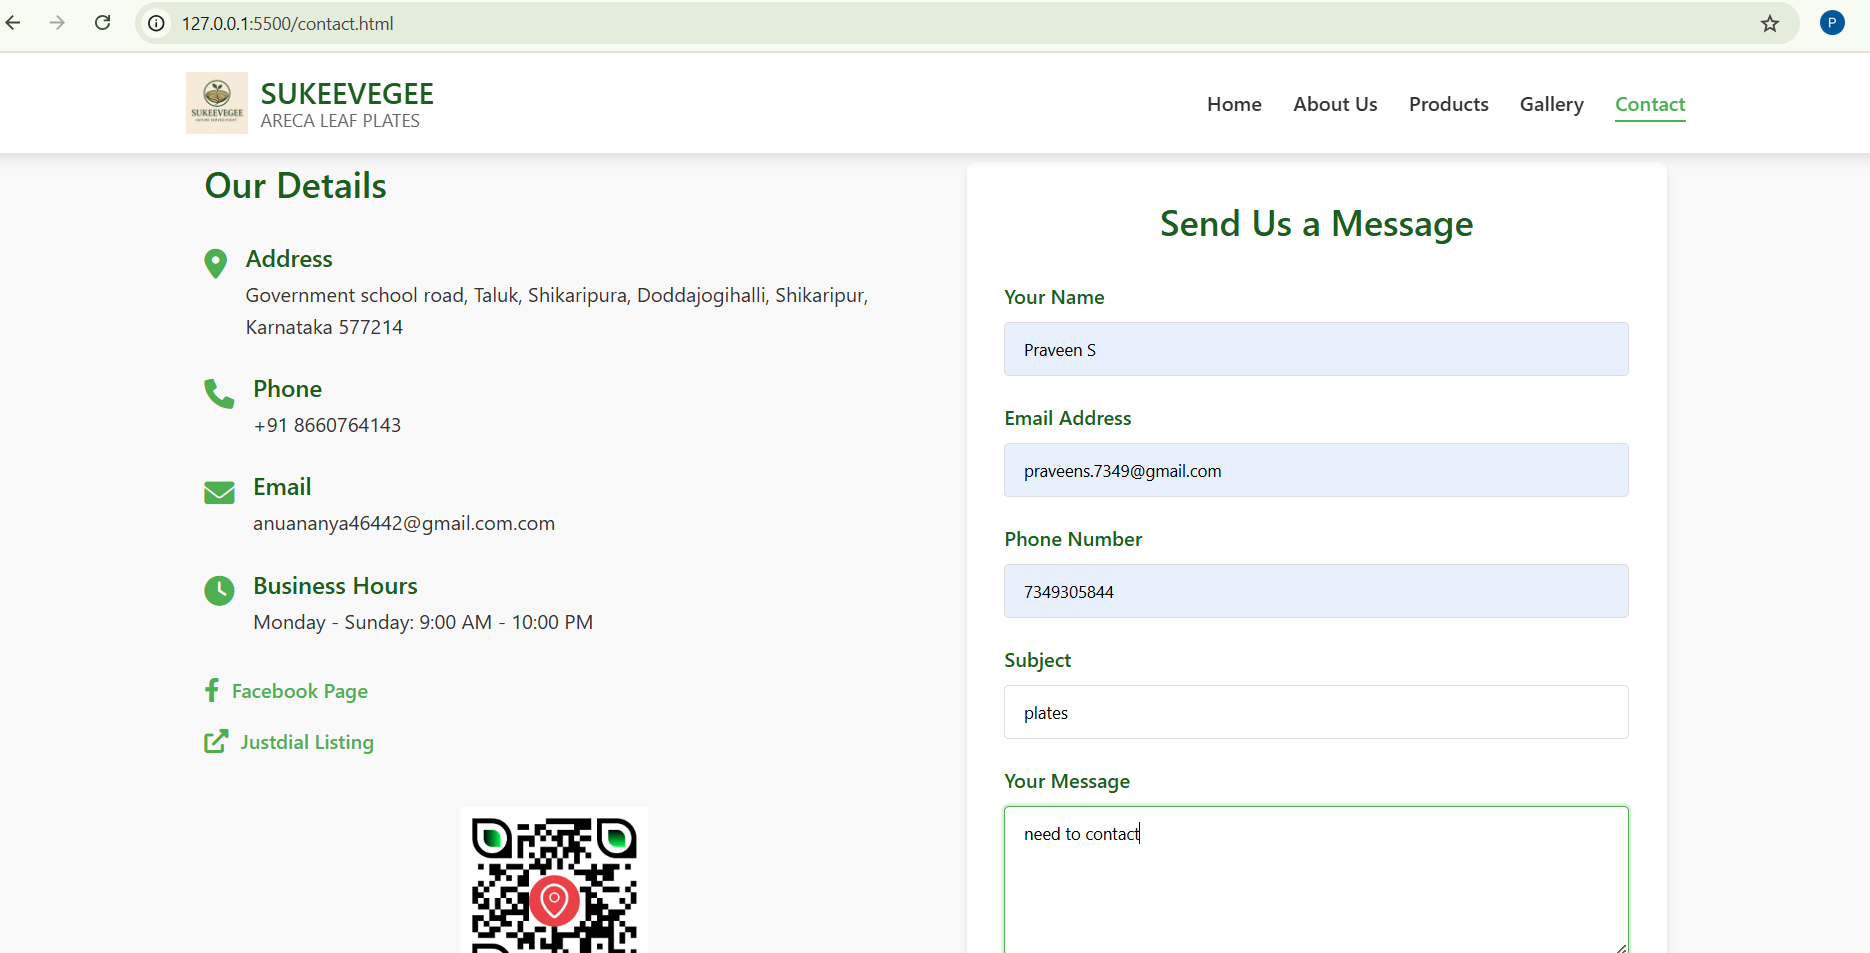 127.0.0.1:5500/contact.html
P
SUKEEVEGEE
NATURE SERVED RIGHT
SUKEEVEGEE
ARECA LEAF PLATES
Home
About Us
Products
Gallery
Contact
Our Details
Address
Government school road, Taluk, Shikaripura, Doddajogihalli, Shikaripur,
Karnataka 577214
Phone
+91 8660764143
Email
anuananya46442@gmail.com.com
Business Hours
Monday - Sunday: 9:00 AM - 10:00 PM
Facebook Page
Justdial Listing
Send Us a Message
Your Name
Praveen S
Email Address
praveens.7349@gmail.com
Phone Number
7349305844
Subject
plates
Your Message
need to contact